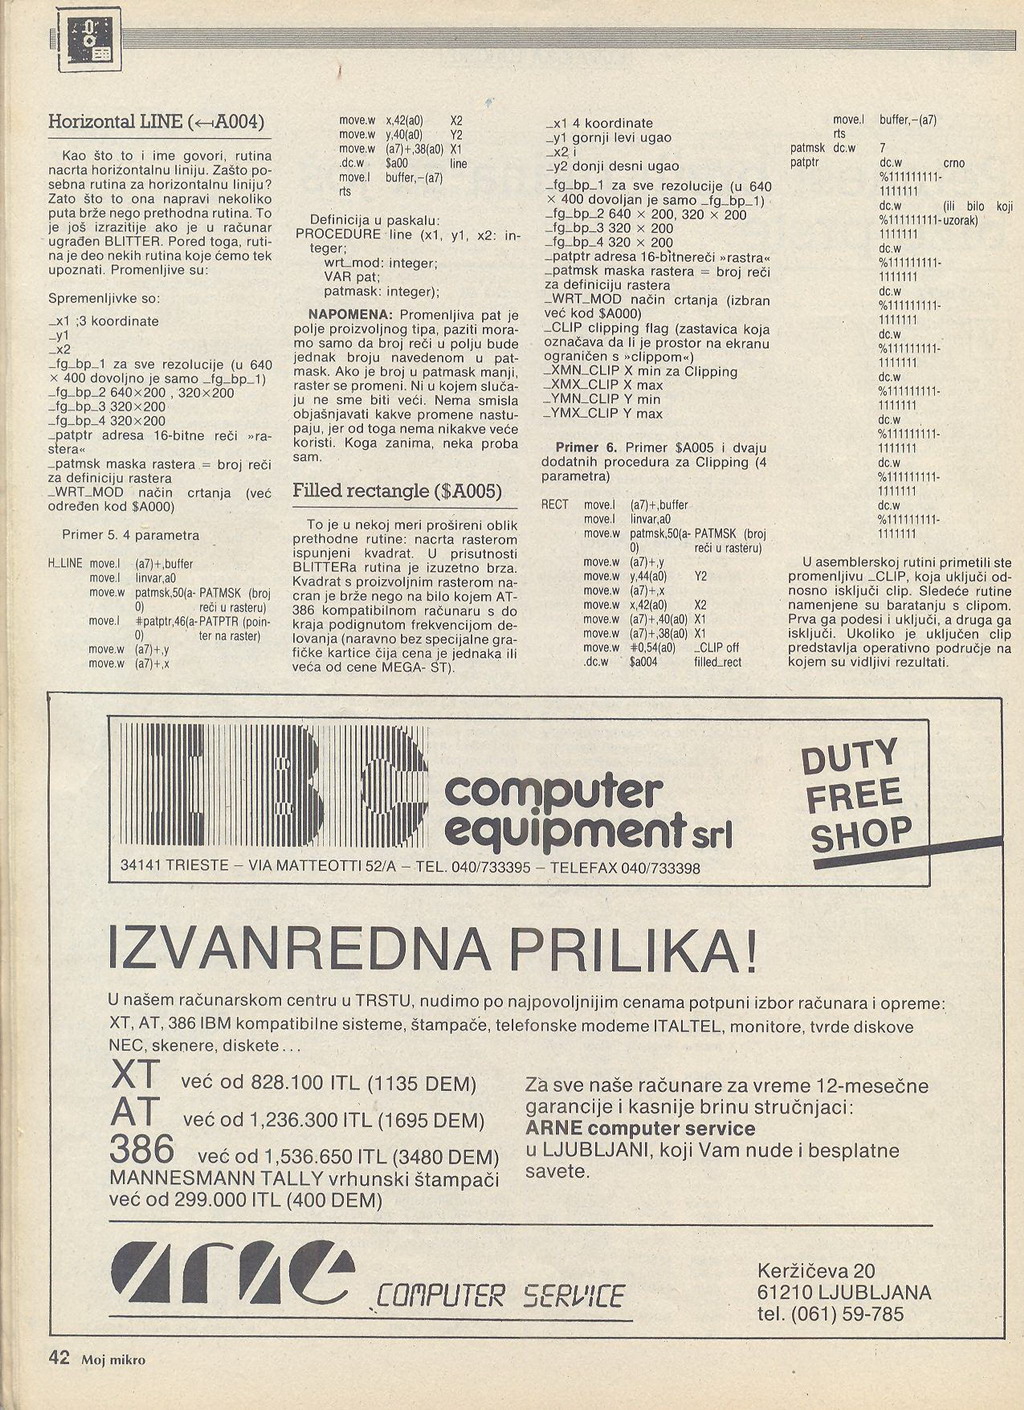 Horizontal LINE (←A004)
Kao što to i ime govori, rutina
nacrta horizontalnu liniju. Zašto po-
sebna rutina za horizontalnu liniju?
Zato što to ona napravi nekoliko
puta brže nego prethodna rutina. To
je još izrazitije ako je u računar
ugrađen BLITTER. Pored toga, ruti-
na je deo nekih rutina koje ćemo tek
upoznati. Promenljive su:
Spremenljivke so:
_x1 ;3 koordinate
_y1
_x2
_fg_bp_1 za sve rezolucije (u 640
× 400 dovoljno je samo _fg_bp_1)
_fg_bp_2 640×200 , 320×200
_fg_bp_3 320×200
_fg_bp_4 320×200
_patptr adresa 16-bitne reči »ra-
stera«
_patmsk maska rastera = broj reči
za definiciju rastera
_WRT_MOD način crtanja (već
određen kod $A000)
Primer 5. 4 parametra
H_LINE move.l (a7)+,buffer
move.l linvar,a0
move.w patmsk,50(a- PATMSK (broj
0) reči u rasteru)
move.l #patptr,46(a- PATPTR (poin-
0) ter na raster)
move.w (a7)+,y
move.w (a7)+,x
move.w x,42(a0) X2
move.w y,40(a0) Y2
move.w (a7)+,38(a0) X1
.dc.w $a00 line
move.l buffer,-(a7)
rts
Definicija u paskalu:
PROCEDURE line (x1, y1, x2: in-
teger;
wrt_mod: integer;
VAR pat;
patmask: integer);
NAPOMENA: Promenljiva pat je
polje proizvoljnog tipa, paziti mora-
mo samo da broj reči u polju bude
jednak broju navedenom u pat-
mask. Ako je broj u patmask manji,
raster se promeni. Ni u kojem sluča-
ju ne sme biti veći. Nema smisla
objašnjavati kakve promene nastu-
paju, jer od toga nema nikakve veće
koristi. Koga zanima, neka proba
sam.
Filled rectangle ($A005)
To je u nekoj meri prošireni oblik
prethodne rutine: nacrta rasterom
ispunjeni kvadrat. U prisutnosti
BLITTERa rutina je izuzetno brza.
Kvadrat s proizvoljnim rasterom na-
cran je brže nego na bilo kojem AT-
386 kompatibilnom računaru s do
kraja podignutom frekvencijom de-
lovanja (naravno bez specijalne gra-
fičke kartice čija cena je jednaka ili
veća od cene MEGA- ST).
_x1 4 koordinate
_y1 gornji levi ugao
_x2 i
_y2 donji desni ugao
_fg_bp_1 za sve rezolucije (u 640
× 400 dovoljan je samo _fg_bp_1)
_fg_bp_2 640 × 200, 320 × 200
_fg_bp_3 320 × 200
_fg_bp_4 320 × 200
_patptr adresa 16-bitnereči »rastra«
_patmsk maska rastera = broj reči
za definiciju rastera
_WRT_MOD način crtanja (izbran
već kod $A000)
_CLIP clipping flag (zastavica koja
označava da li je prostor na ekranu
ograničen s »clippom«)
_XMN_CLIP X min za Clipping
_XMX_CLIP X max
_YMN_CLIP Y min
_YMX_CLIP Y max
Primer 6. Primer $A005 i dvaju
dodatnih procedura za Clipping (4
parametra)
RECT move.l (a7)+,buffer
move.l linvar,a0
move.w patmsk,50(a- PATMSK (broj
0) reči u rasteru)
move.w (a7)+,y
move.w y,44(a0) Y2
move.w (a7)+,x
move.w x,42(a0) X2
move.w (a7)+,40(a0) X1
move.w (a7)+,38(a0) X1
move.w #0,54(a0) _CLIP off
.dc.w $a004 filled_rect
move.l buffer,-(a7)
rts
patmsk dc.w 7
patptr dc.w crno
%111111111-
1111111
dc.w (ili bilo koji
%111111111-uzorak)
1111111
dc.w
%111111111-
1111111
dc.w
%111111111-
1111111
dc.w
%111111111-
1111111
dc.w
%111111111-
1111111
dc.w
%111111111-
1111111
dc.w
%111111111-
1111111
dc.w
%111111111-
1111111
U asemblerskoj rutini primetili ste
promenljivu _CLIP, koja uključi od-
nosno isključi clip. Sledeće rutine
namenjene su baratanju s clipom.
Prva ga podesi i uključi, a druga ga
isključi. Ukoliko je uključen clip
predstavlja operativno područje na
kojem su vidljivi rezultati.
IBC computer
equipment srl
DUTY
FREE
SHOP
34141 TRIESTE – VIA MATTEOTTI 52/A – TEL. 040/733395 – TELEFAX 040/733398
IZVANREDNA PRILIKA!
U našem računarskom centru u TRSTU, nudimo po najpovoljnijim cenama potpuni izbor računara i opreme:
XT, AT, 386 IBM kompatibilne sisteme, štampače, telefonske modeme ITALTEL, monitore, tvrde diskove
NEC, skenere, diskete...
XT već od 828.100 ITL (1135 DEM)
AT već od 1,236.300 ITL (1695 DEM)
386 već od 1,536.650 ITL (3480 DEM)
MANNESMANN TALLY vrhunski štampači
već od 299.000 ITL (400 DEM)
Za sve naše računare za vreme 12-mesečne
garancije i kasnije brinu stručnjaci:
ARNE computer service
u LJUBLJANI, koji Vam nude i besplatne
savete.
arne COMPUTER SERVICE
Keržičeva 20
61210 LJUBLJANA
tel. (061) 59-785
42 Moj mikro